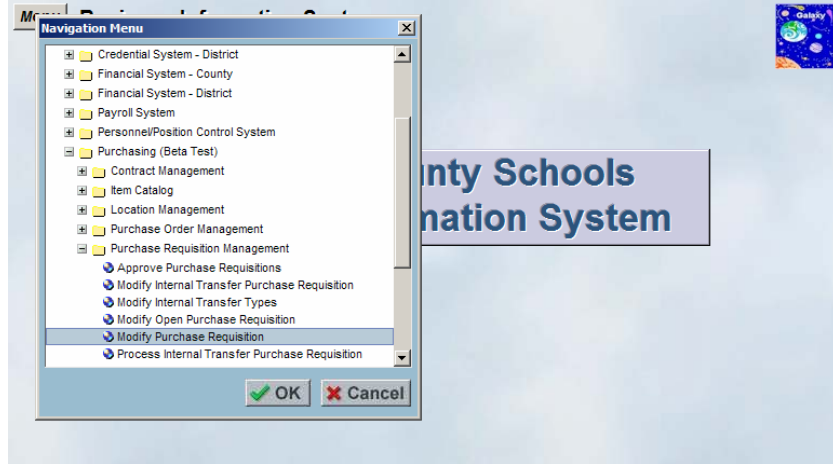 Menu
Navigation Menu
Galaxy
Credential System - District
Financial System - County
Financial System - District
Payroll System
Personnel/Position Control System
Purchasing (Beta Test)
Contract Management
Item Catalog
Location Management
Purchase Order Management
Purchase Requisition Management
Approve Purchase Requisitions
Modify Internal Transfer Purchase Requisition
Modify Internal Transfer Types
Modify Open Purchase Requisition
Modify Purchase Requisition
Process Internal Transfer Purchase Requisition
OK Cancel
unty Schools
mation System